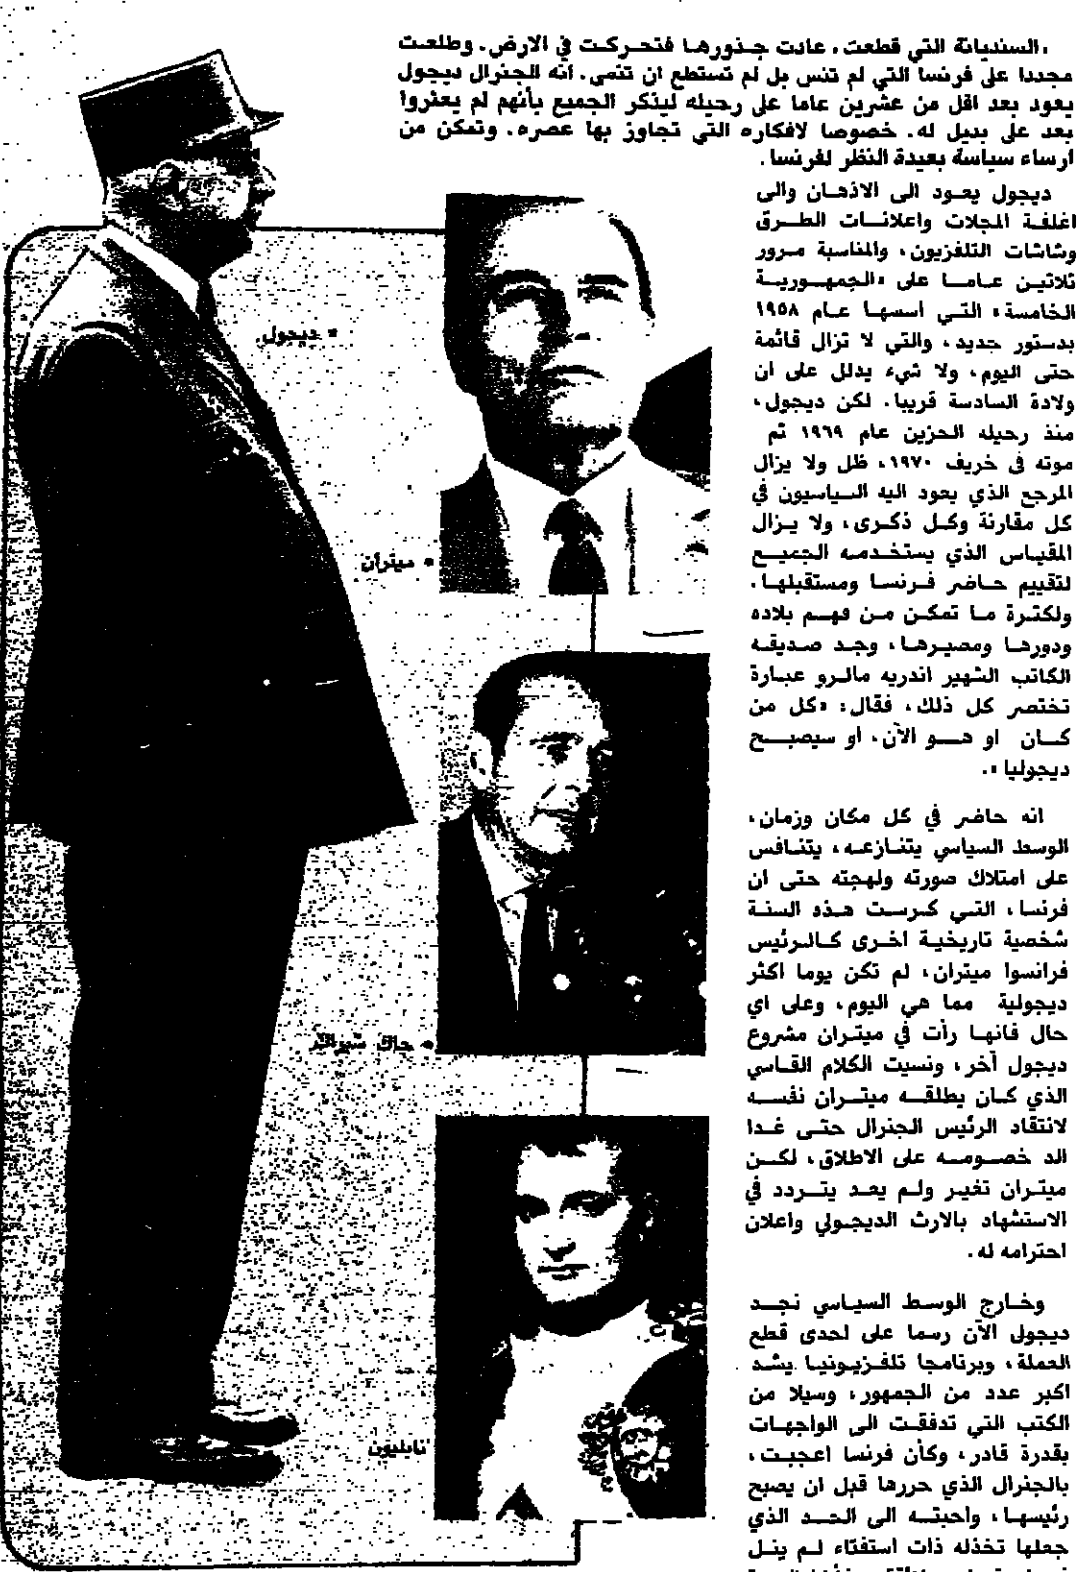 «السنديانة التي قطعت، عادت جذورها فتحركت في الارض. وطلعت
مجددا على فرنسا التي لم تنس بل لم تستطع ان تنسى. انه الجنرال ديجول
يعود بعد اقل من عشرين عاما على رحيله ليذكر الجميع بأنهم لم يعثروا
بعد على بديل له. خصوصا لافكاره التي تجاوز بها عصره. وتمكن من
ارساء سياسة بعيدة النظر لفرنسا.
ديجول يعود الى الاذهان والى
اغلفة المجلات واعلانات الطرق
وشاشات التلفزيون، والمناسبة مرور
ثلاثين عاما على «الجمهورية
الخامسة» التي اسسها عام ١٩٥٨
بدستور جديد، والتي لا تزال قائمة
حتى اليوم، ولا شيء يدلل على ان
ولادة السادسة قريبا. لكن ديجول،
منذ رحيله الحزين عام ١٩٦٩ ثم
موته في خريف ١٩٧٠، ظل ولا يزال
المرجع الذي يعود اليه السياسيون في
كل مقارنة وكل ذكرى، ولا يزال
المقياس الذي يستخدمه الجميع
لتقييم حاضر فرنسا ومستقبلها.
ولكثرة ما تمكن من فهم بلاده
ودورها ومصيرها، وجد صديقه
الكاتب الشهير اندريه مالرو عبارة
تختصر كل ذلك، فقال: «كل من
كان او هو الآن، او سيصبح
ديجوليا».
انه حاضر في كل مكان وزمان،
الوسط السياسي يتنازعه، يتنافس
على امتلاك صورته ولهجته حتى ان
فرنسا، التي كرست هذه السنة
شخصية تاريخية اخرى كالرئيس
فرانسوا ميتران، لم تكن يوما اكثر
ديجولية مما هي اليوم، وعلى اي
حال فانها رأت في ميتران مشروع
ديجول آخر، ونسيت الكلام القاسي
الذي كان يطلقه ميتران نفسه
لانتقاد الرئيس الجنرال حتى غدا
الد خصومه على الاطلاق، لكن
ميتران تغير ولم يعد يتردد في
الاستشهاد بالارث الديجولي واعلان
احترامه له.
وخارج الوسط السياسي نجد
ديجول الآن رسما على احدى قطع
العملة، وبرنامجا تلفزيونيا يشد
اكبر عدد من الجمهور، وسيلا من
الكتب التي تدفقت الى الواجهات
بقدرة قادر، وكأن فرنسا اعجبت،
بالجنرال الذي حررها قبل ان يصبح
رئيسها، واحبته الى الحد الذي
جعلها تخذله ذات استفتاء لم ينل
• ديجول
• ميتران
• جاك شيراك
نابليون